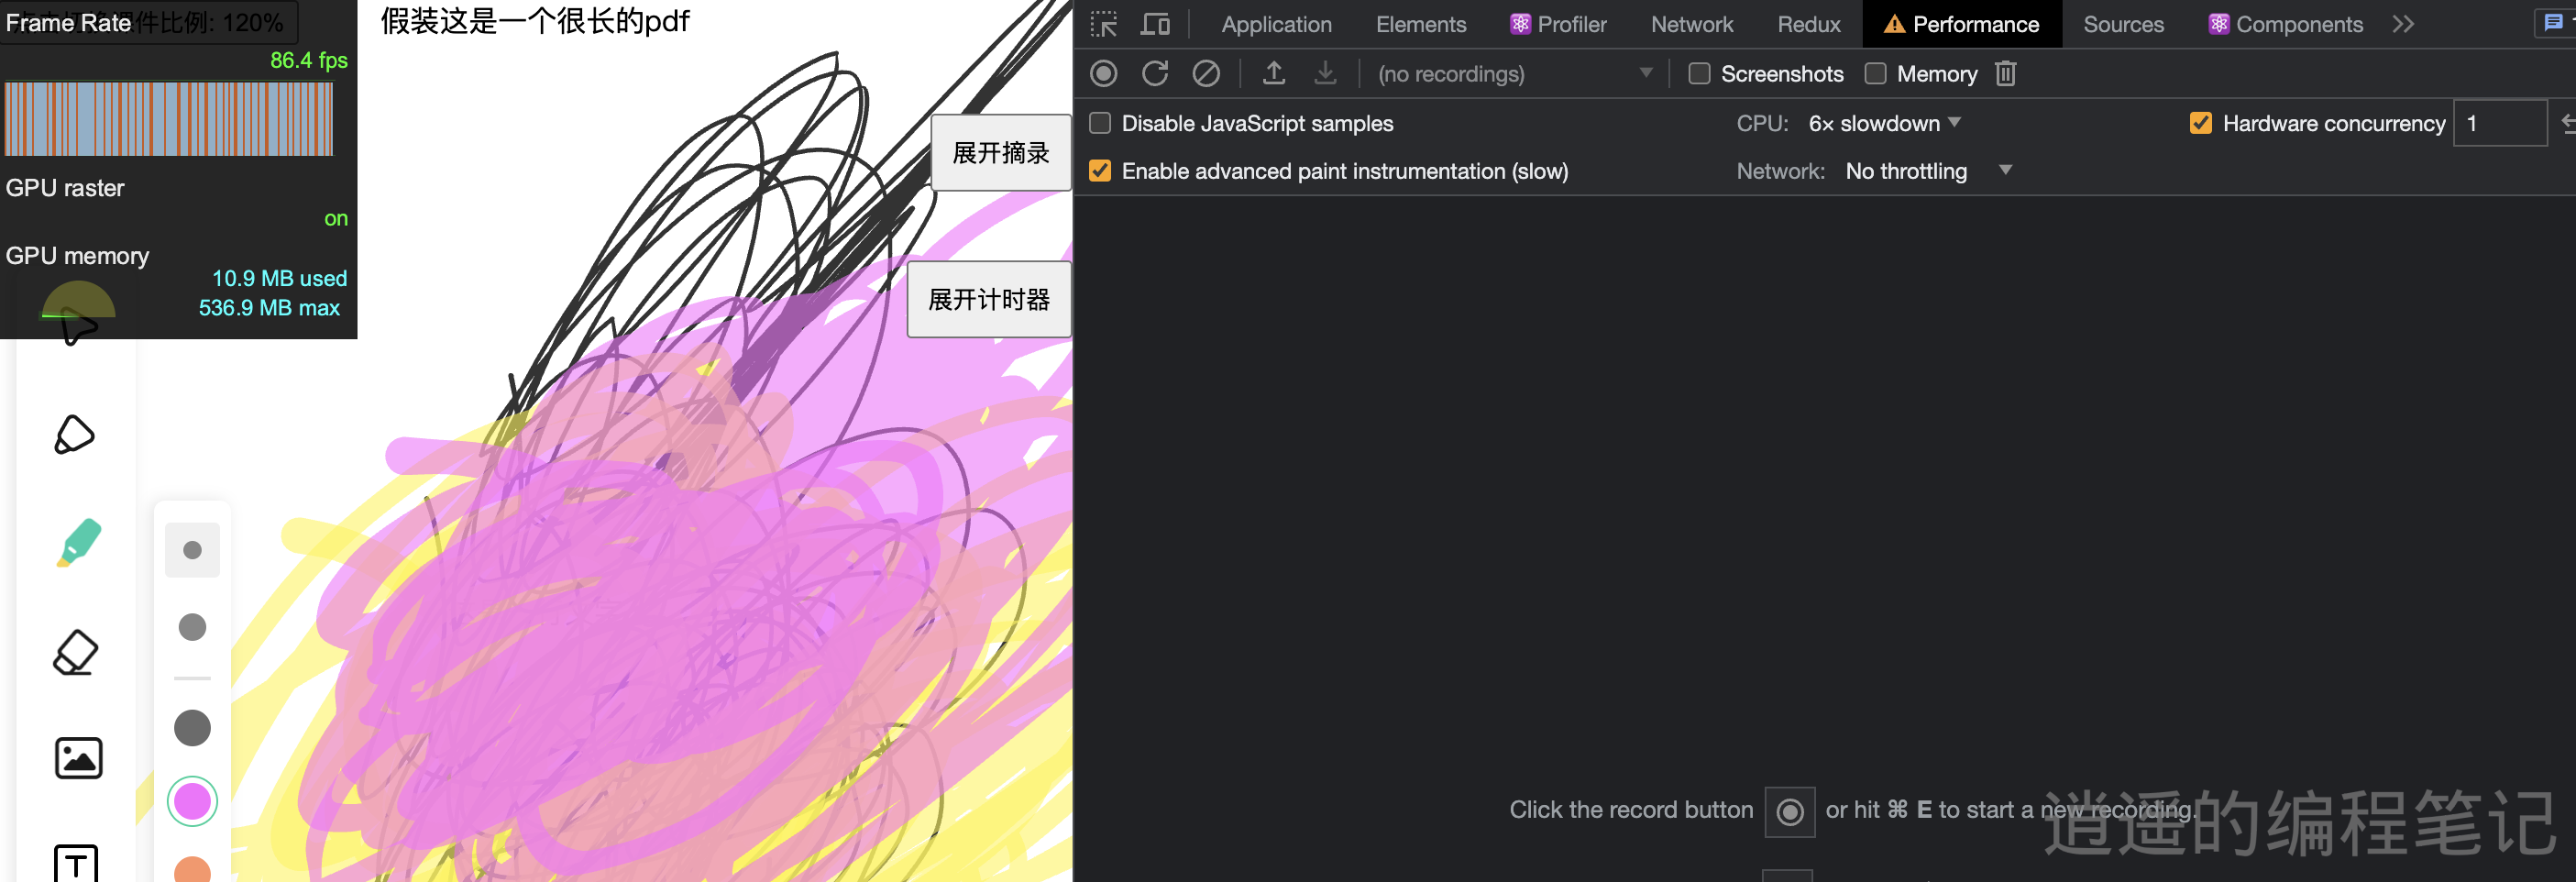 Frame Rate
课件比例: 120%
86.4 fps
GPU raster
on
GPU memory
10.9 MB used
536.9 MB max
假装这是一个很长的pdf
展开摘录
展开计时器
T
Application Elements Profiler Network Redux Performance Sources Components
(no recordings) Screenshots Memory
Disable JavaScript samples CPU: 6× slowdown Hardware concurrency 1
Enable advanced paint instrumentation (slow) Network: No throttling
Click the record button or hit ⌘ E to start a new recording.
逍遥的编程笔记